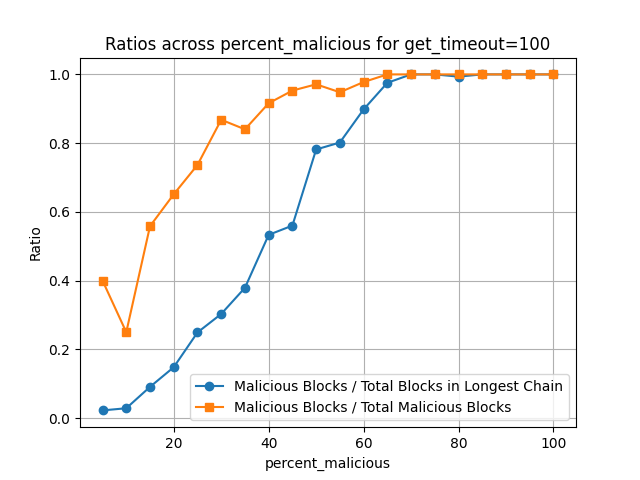 Ratios across percent_malicious for get_timeout=100
1.0
0.8
0.6
0.4
0.2
0.0
Ratio
Malicious Blocks / Total Blocks in Longest Chain
Malicious Blocks / Total Malicious Blocks
20 40 60 80 100
percent_malicious